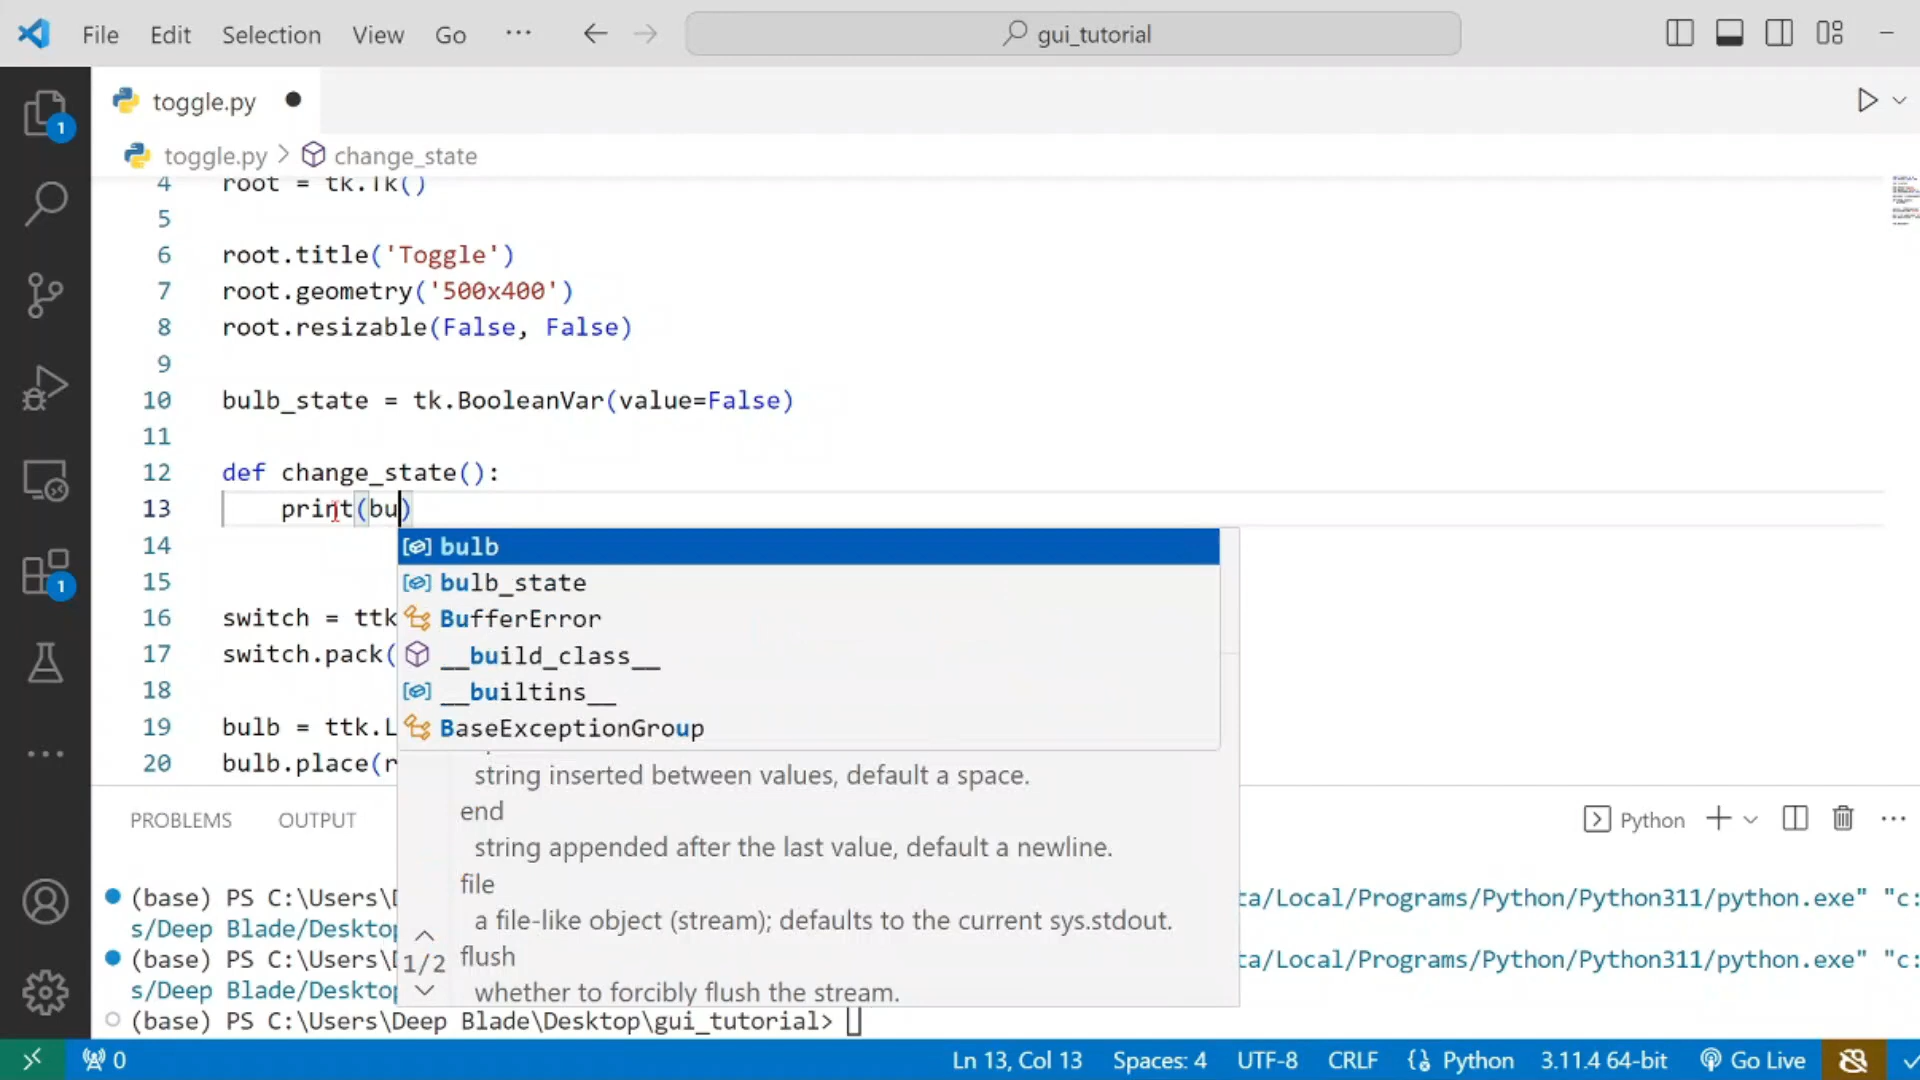 File Edit Selection View Go ··· gui_tutorial
toggle.py
toggle.py > change_state
4 root = tk.Tk()
5
6 root.title('Toggle')
7 root.geometry('500x400')
8 root.resizable(False, False)
9
10 bulb_state = tk.BooleanVar(value=False)
11
12 def change_state():
13 print(bu)
14
15
16 switch = ttk
17 switch.pack(
18
19 bulb = ttk.L
20 bulb.place(r
bulb
bulb_state
BufferError
__build_class__
__builtins__
BaseExceptionGroup
string inserted between values, default a space.
end
string appended after the last value, default a newline.
file
a file-like object (stream); defaults to the current sys.stdout.
flush
whether to forcibly flush the stream.
1/2
1
1
PROBLEMS OUTPUT Python
(base) PS C:\Users\D ta/Local/Programs/Python/Python311/python.exe" "c:
s/Deep Blade/Desktop
(base) PS C:\Users\D ta/Local/Programs/Python/Python311/python.exe" "c:
s/Deep Blade/Desktop
(base) PS C:\Users\Deep Blade\Desktop\gui_tutorial>
0 Ln 13, Col 13 Spaces: 4 UTF-8 CRLF Python 3.11.4 64-bit Go Live